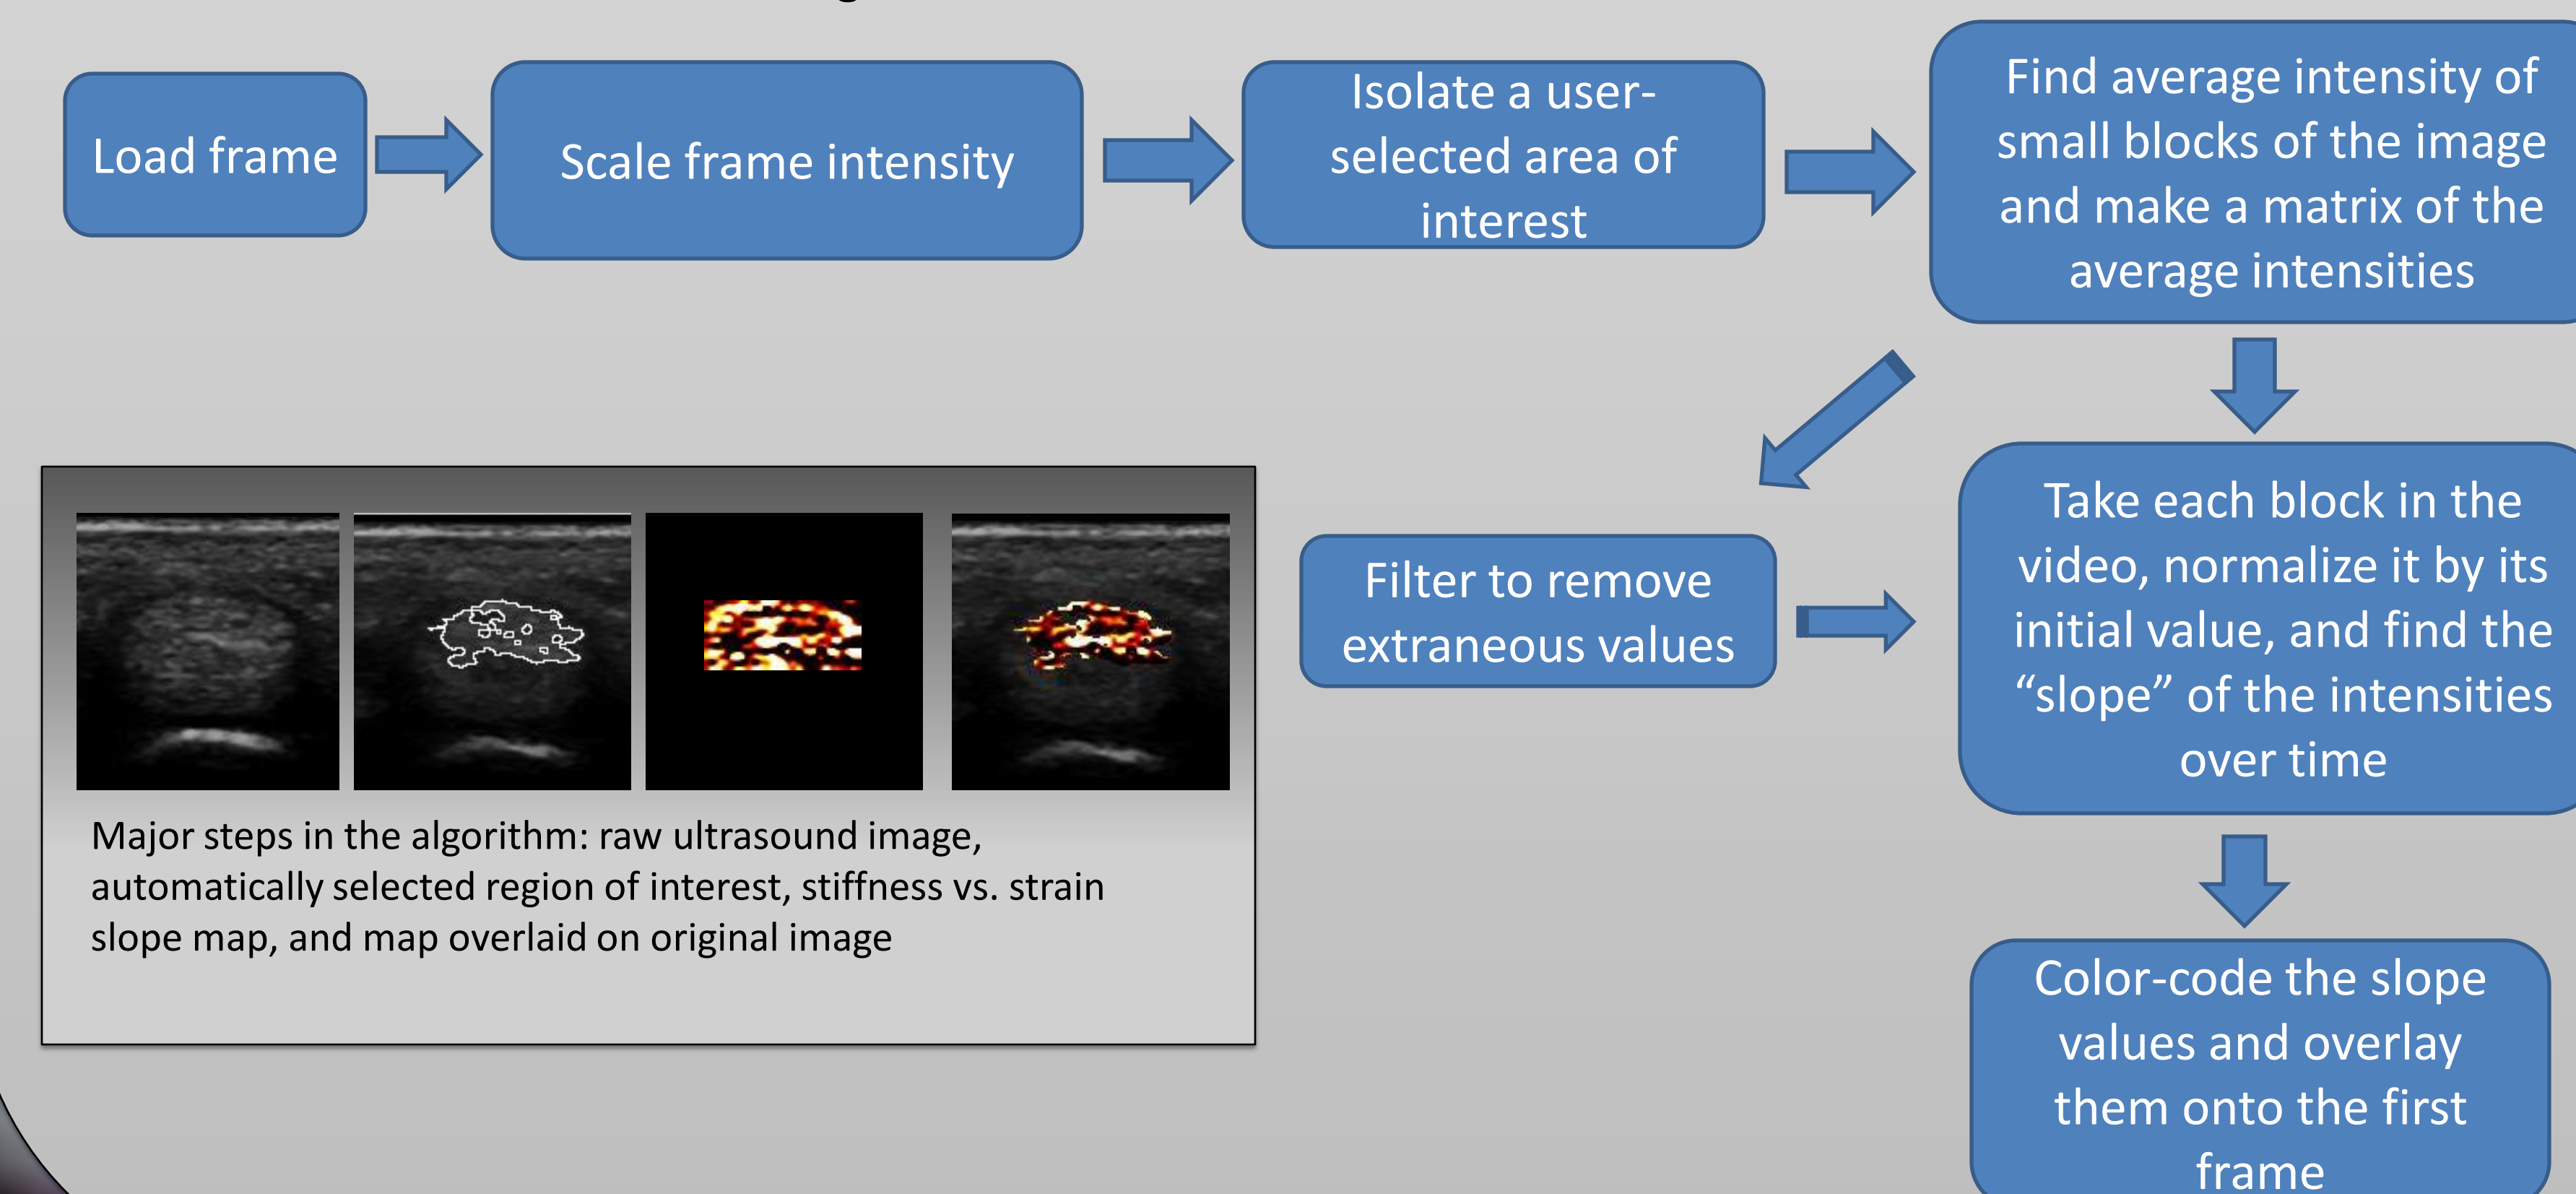 Load frame
Scale frame intensity
Isolate a user-
selected area of
interest
Find average intensity of
small blocks of the image
and make a matrix of the
average intensities
Filter to remove
extraneous values
Take each block in the
video, normalize it by its
initial value, and find the
“slope” of the intensities
over time
Color-code the slope
values and overlay
them onto the first
frame
Major steps in the algorithm: raw ultrasound image,
automatically selected region of interest, stiffness vs. strain
slope map, and map overlaid on original image